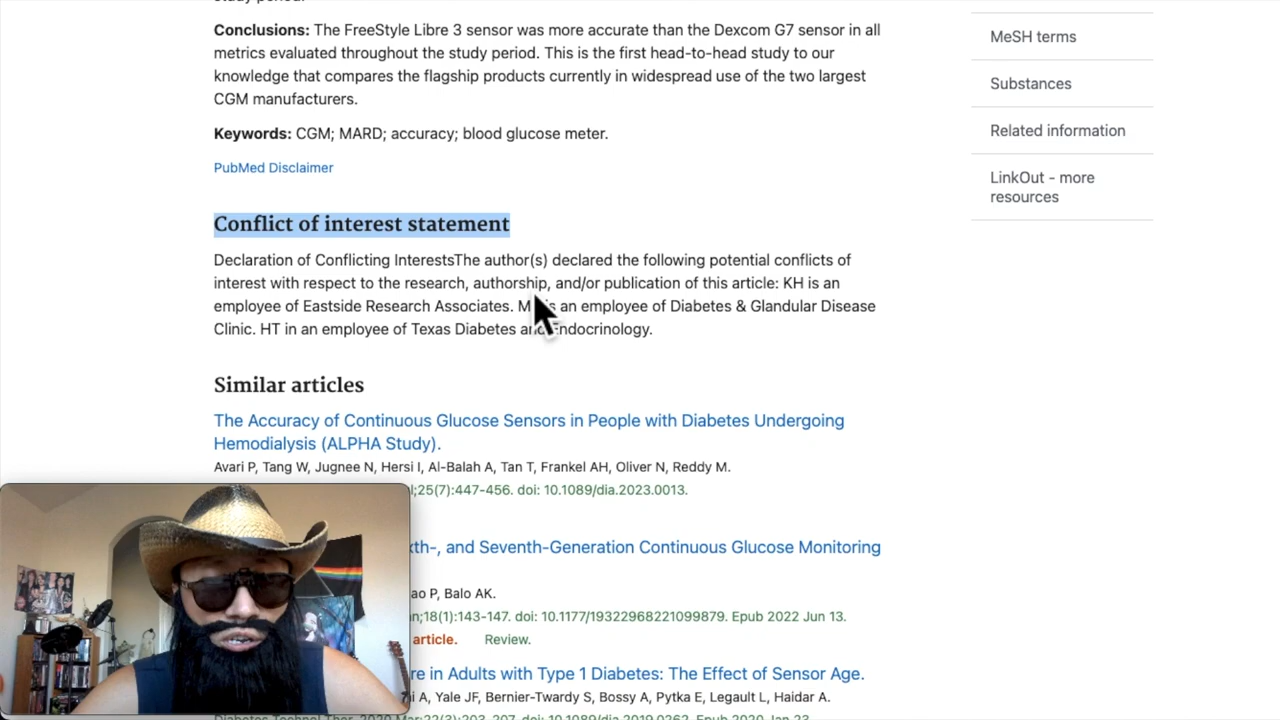 Conclusions: The FreeStyle Libre 3 sensor was more accurate than the Dexcom G7 sensor in all
metrics evaluated throughout the study period. This is the first head-to-head study to our
knowledge that compares the flagship products currently in widespread use of the two largest
CGM manufacturers.
Keywords: CGM; MARD; accuracy; blood glucose meter.
PubMed Disclaimer
Conflict of interest statement
Declaration of Conflicting InterestsThe author(s) declared the following potential conflicts of
interest with respect to the research, authorship, and/or publication of this article: KH is an
employee of Eastside Research Associates. is an employee of Diabetes & Glandular Disease
Clinic. HT in an employee of Texas Diabetes and Endocrinology.
Similar articles
The Accuracy of Continuous Glucose Sensors in People with Diabetes Undergoing
Hemodialysis (ALPHA Study).
Avari P, Tang W, Jugnee N, Hersi I, Al-Balah A, Tan T, Frankel AH, Oliver N, Reddy M.
;25(7):447-456. doi: 10.1089/dia.2023.0013.
and Seventh-Generation Continuous Glucose Monitoring
P, Balo AK.
;18(1):143-147. doi: 10.1177/19322968221099879. Epub 2022 Jun 13.
article. Review.
in Adults with Type 1 Diabetes: The Effect of Sensor Age.
A, Yale JF, Bernier-Twardy S, Bossy A, Pytka E, Legault L, Haidar A.
MeSH terms
Substances
Related information
LinkOut - more
resources